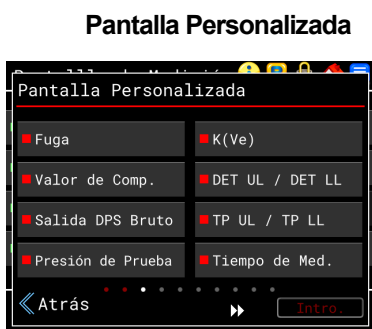 Pantalla Personalizada
Pantalla Personalizada
Fuga
K(Ve)
Valor de Comp.
DET UL / DET LL
Salida DPS Bruto
TP UL / TP LL
Presión de Prueba
Tiempo de Med.
Atrás
Intro.